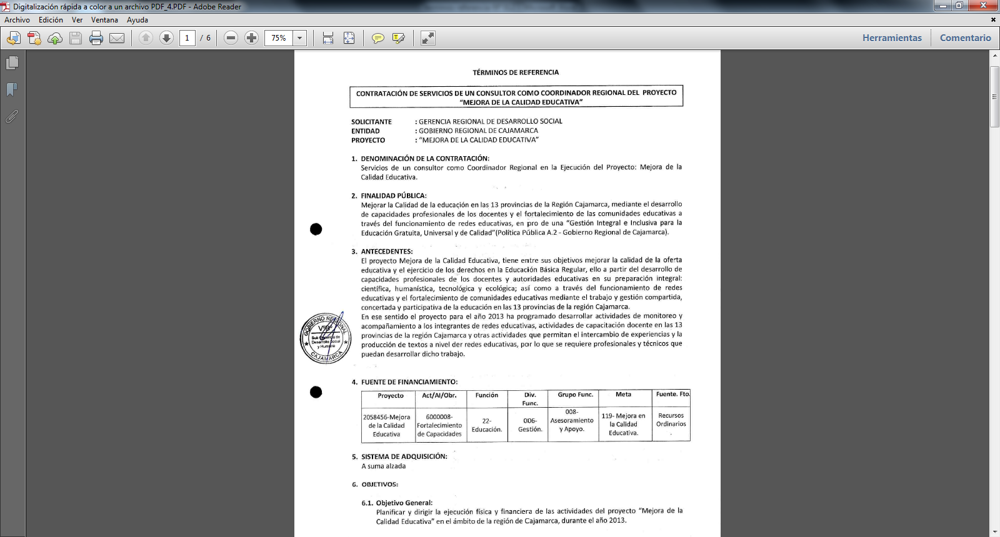 Digitalización rápida a color a un archivo PDF_4.PDF - Adobe Reader
Archivo Edición Ver Ventana Ayuda
1 / 6 75% Herramientas Comentario
TÉRMINOS DE REFERENCIA
CONTRATACIÓN DE SERVICIOS DE UN CONSULTOR COMO COORDINADOR REGIONAL DEL PROYECTO
“MEJORA DE LA CALIDAD EDUCATIVA”
SOLICITANTE : GERENCIA REGIONAL DE DESARROLLO SOCIAL
ENTIDAD : GOBIERNO REGIONAL DE CAJAMARCA
PROYECTO : “MEJORA DE LA CALIDAD EDUCATIVA”
1. DENOMINACIÓN DE LA CONTRATACIÓN:
Servicios de un consultor como Coordinador Regional en la Ejecución del Proyecto: Mejora de la
Calidad Educativa.
2. FINALIDAD PÚBLICA:
Mejorar la Calidad de la educación en las 13 provincias de la Región Cajamarca, mediante el desarrollo
de capacidades profesionales de los docentes y el fortalecimiento de las comunidades educativas a
través del funcionamiento de redes educativas, en pro de una “Gestión Integral e Inclusiva para la
Educación Gratuita, Universal y de Calidad”(Política Pública A.2 - Gobierno Regional de Cajamarca).
3. ANTECEDENTES:
El proyecto Mejora de la Calidad Educativa, tiene entre sus objetivos mejorar la calidad de la oferta
educativa y el ejercicio de los derechos en la Educación Básica Regular, ello a partir del desarrollo de
capacidades profesionales de los docentes y autoridades educativas en su preparación integral:
científica, humanística, tecnológica y ecológica; así como a través del funcionamiento de redes
educativas y el fortalecimiento de comunidades educativas mediante el trabajo y gestión compartida,
concertada y participativa de la educación en las 13 provincias de la región Cajamarca.
En ese sentido el proyecto para el año 2013 ha programado desarrollar actividades de monitoreo y
acompañamiento a los integrantes de redes educativas, actividades de capacitación docente en las 13
provincias de la región Cajamarca y otras actividades que permitan el intercambio de experiencias y la
producción de textos a nivel der redes educativas, por lo que se requiere profesionales y técnicos que
puedan desarrollar dicho trabajo.
GOBIERNO REGIONAL
VºBº
Sub Gerencia de
Desarrollo Social
y Humano
CAJAMARCA
4. FUENTE DE FINANCIAMIENTO:
Proyecto Act/AI/Obr. Función Div. Func. Grupo Func. Meta Fuente. Fto.
2058456-Mejora de la Calidad Educativa
6000008-Fortalecimiento de Capacidades
22-Educación.
006-Gestión.
008-Asesoramiento y Apoyo.
119- Mejora en la Calidad Educativa.
Recursos Ordinarios.
5. SISTEMA DE ADQUISICIÓN:
A suma alzada
6. OBJETIVOS:
6.1. Objetivo General:
Planificar y dirigir la ejecución física y financiera de las actividades del proyecto “Mejora de la
Calidad Educativa” en el ámbito de la región de Cajamarca, durante el año 2013.